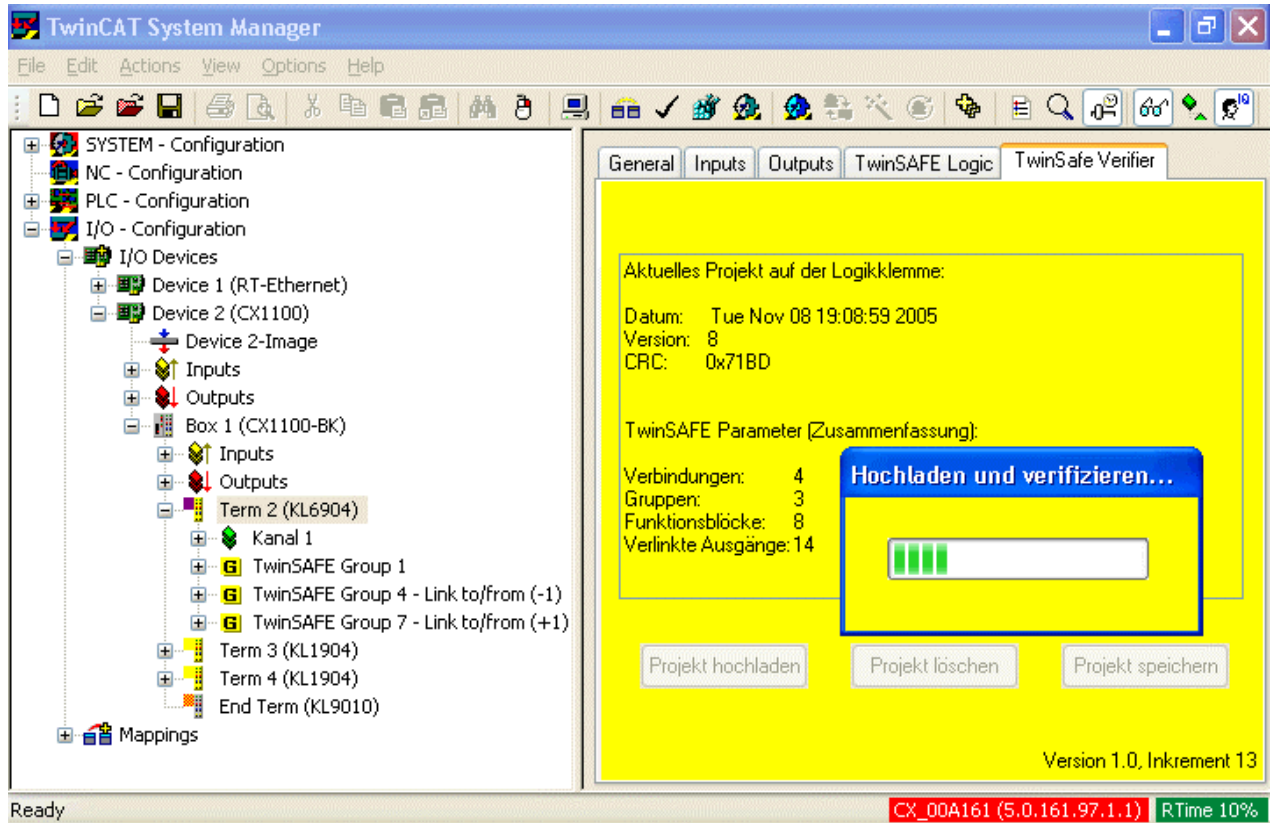 TwinCAT System Manager
File Edit Actions View Options Help
SYSTEM - Configuration
NC - Configuration
PLC - Configuration
I/O - Configuration
I/O Devices
Device 1 (RT-Ethernet)
Device 2 (CX1100)
Device 2-Image
Inputs
Outputs
Box 1 (CX1100-BK)
Inputs
Outputs
Term 2 (KL6904)
Kanal 1
G TwinSAFE Group 1
G TwinSAFE Group 4 - Link to/from (-1)
G TwinSAFE Group 7 - Link to/from (+1)
Term 3 (KL1904)
Term 4 (KL1904)
End Term (KL9010)
Mappings
General Inputs Outputs TwinSAFE Logic TwinSafe Verifier
Aktuelles Projekt auf der Logikklemme:
Datum: Tue Nov 08 19:08:59 2005
Version: 8
CRC: 0x71BD
TwinSAFE Parameter (Zusammenfassung):
Verbindungen: 4
Gruppen: 3
Funktionsblöcke: 8
Verlinkte Ausgänge: 14
Hochladen und verifizieren...
Projekt hochladen Projekt löschen Projekt speichern
Version 1.0, Inkrement 13
Ready CX_00A161 (5.0.161.97.1.1) RTime 10%